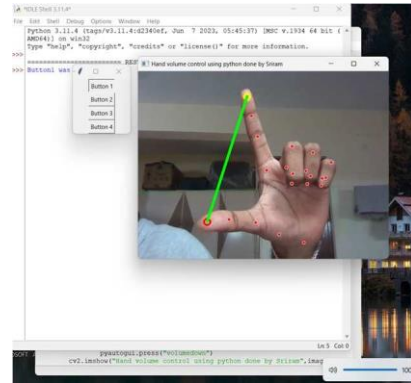 *IDLE Shell 3.11.4*
File Edit Shell Debug Options Window Help
Python 3.11.4 (tags/v3.11.4:d2340ef, Jun 7 2023, 05:45:37) [MSC v.1934 64 bit (
AMD64)] on win32
Type "help", "copyright", "credits" or "license()" for more information.
>>>
>>> Button1 was
Button 1
Button 2
Button 3
Button 4
Hand volume control using python done by Sriram
Ln 5 Col 0
pyautogui.press("volumedown")
cv2.imshow("Hand volume control using python done by Sriram",imag
100